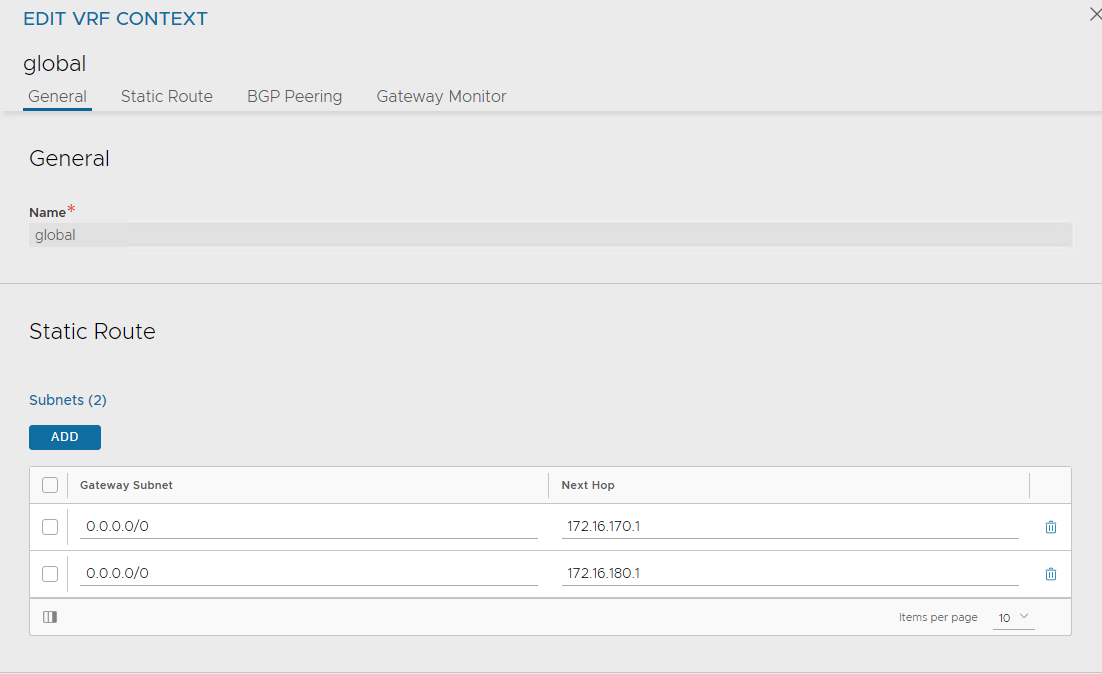 EDIT VRF CONTEXT
global
General Static Route BGP Peering Gateway Monitor
General
Name*
global
Static Route
Subnets (2)
ADD
Gateway Subnet Next Hop
0.0.0.0/0 172.16.170.1
0.0.0.0/0 172.16.180.1
Items per page 10